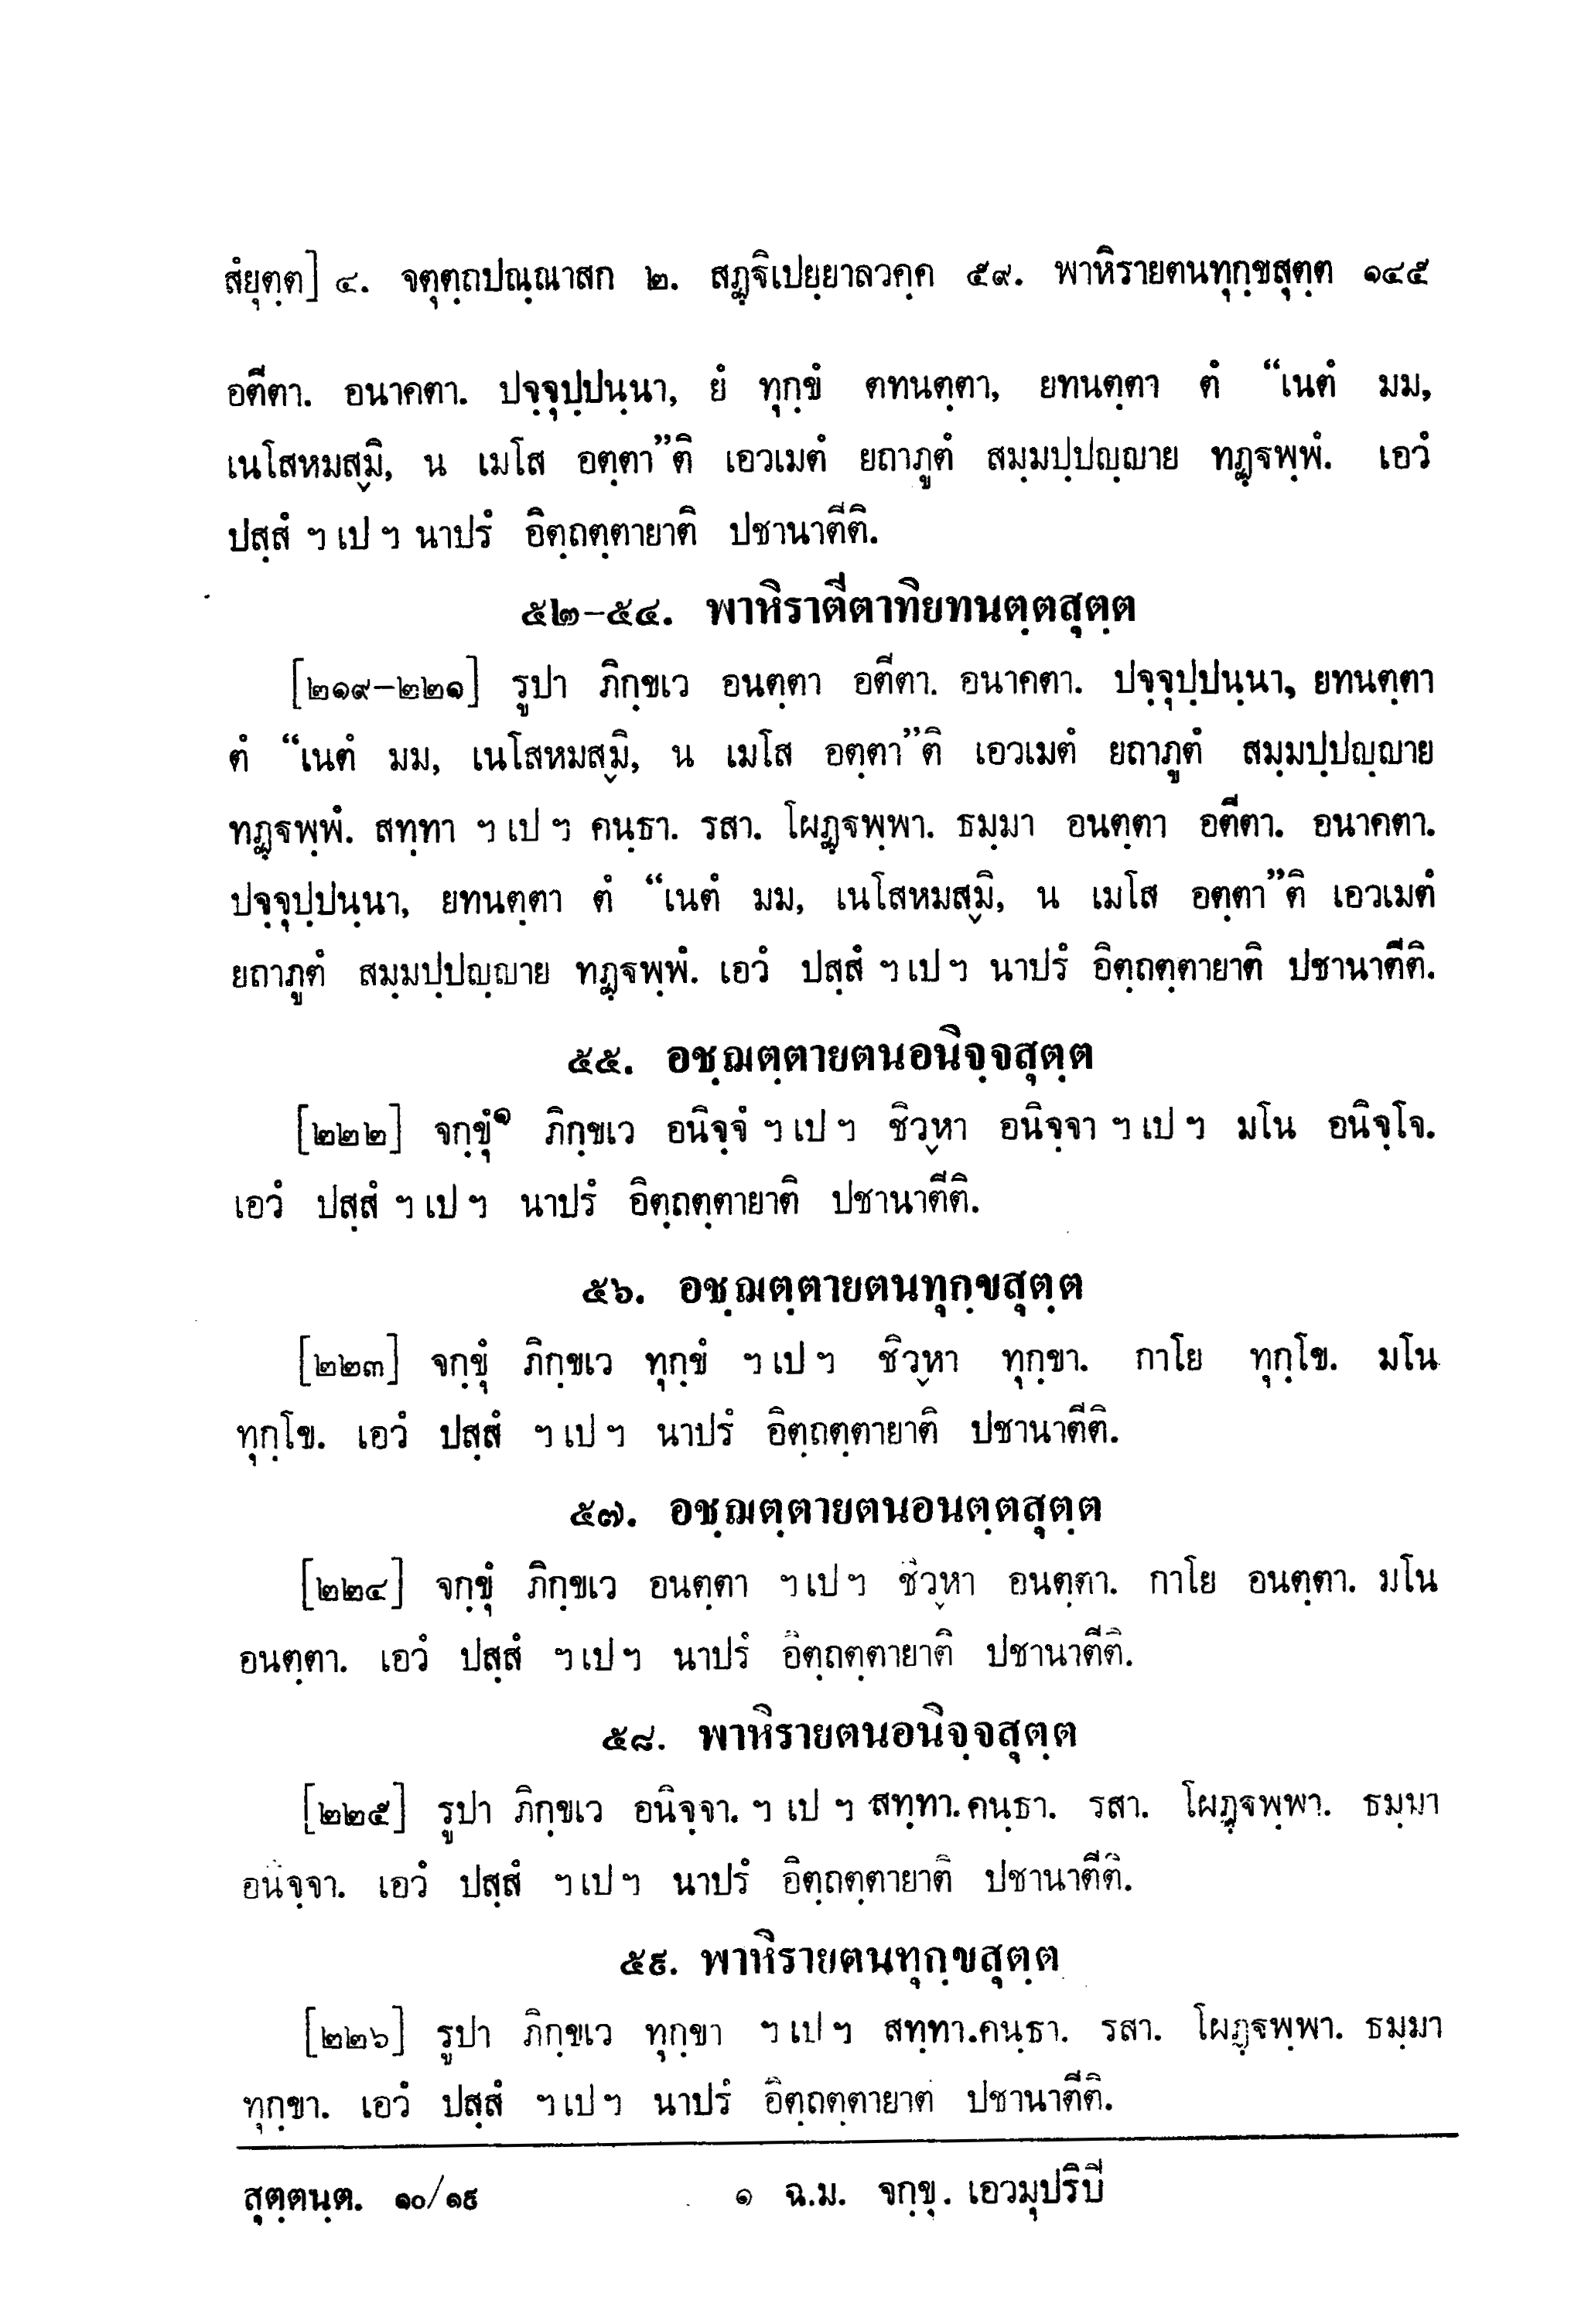 สํยุตฺต] ๔. จตุตฺถปณฺณาสก ๒. สฏฺฐิเปยฺยาลวคฺค ๕๙. พาหิรายตนทุกฺขสุตฺต ๑๔๕
อตีตา. อนาคตา. ปจฺจุปฺปนฺนา, ยํ ทุกฺขํ ตทนตฺตา, ยทนตฺตา ตํ “เนตํ มม,
เนโสหมสฺมิ, น เมโส อตฺตา”ติ เอวเมตํ ยถาภูตํ สมฺมปฺปญฺญาย ทฏฺฐพฺพํ. เอวํ
ปสฺสํ ฯ เป ฯ นาปรํ อิตฺถตฺตายาติ ปชานาตีติ.
๕๒–๕๔. พาหิราตีตาทิยทนตฺตสุตฺต
[๒๑๙–๒๒๑] รูปา ภิกฺขเว อนตฺตา อตีตา. อนาคตา. ปจฺจุปฺปนฺนา, ยทนตฺตา
ตํ “เนตํ มม, เนโสหมสฺมิ, น เมโส อตฺตา”ติ เอวเมตํ ยถาภูตํ สมฺมปฺปญฺญาย
ทฏฺฐพฺพํ. สทฺทา ฯ เป ฯ คนฺธา. รสา. โผฏฺฐพฺพา. ธมฺมา อนตฺตา อตีตา. อนาคตา.
ปจฺจุปฺปนฺนา, ยทนตฺตา ตํ “เนตํ มม, เนโสหมสฺมิ, น เมโส อตฺตา”ติ เอวเมตํ
ยถาภูตํ สมฺมปฺปญฺญาย ทฏฺฐพฺพํ. เอวํ ปสฺสํ ฯ เป ฯ นาปรํ อิตฺถตฺตายาติ ปชานาตีติ.
๕๕. อชฺฌตฺตายตนอนิจฺจสุตฺต
[๒๒๒] จกฺขุํ๑ ภิกฺขเว อนิจฺจํ ฯ เป ฯ ชิวฺหา อนิจฺจา ฯ เป ฯ มโน อนิจฺโจ.
เอวํ ปสฺสํ ฯ เป ฯ นาปรํ อิตฺถตฺตายาติ ปชานาตีติ.
๕๖. อชฺฌตฺตายตนทุกฺขสุตฺต
[๒๒๓] จกฺขุํ ภิกฺขเว ทุกฺขํ ฯ เป ฯ ชิวฺหา ทุกฺขา. กาโย ทุกฺโข. มโน
ทุกฺโข. เอวํ ปสฺสํ ฯ เป ฯ นาปรํ อิตฺถตฺตายาติ ปชานาตีติ.
๕๗. อชฺฌตฺตายตนอนตฺตสุตฺต
[๒๒๔] จกฺขุํ ภิกฺขเว อนตฺตา ฯ เป ฯ ชิวฺหา อนตฺตา. กาโย อนตฺตา. มโน
อนตฺตา. เอวํ ปสฺสํ ฯ เป ฯ นาปรํ อิตฺถตฺตายาติ ปชานาตีติ.
๕๘. พาหิรายตนอนิจฺจสุตฺต
[๒๒๕] รูปา ภิกฺขเว อนิจฺจา. ฯ เป ฯ สทฺทา. คนฺธา. รสา. โผฏฺฐพฺพา. ธมฺมา
อนิจฺจา. เอวํ ปสฺสํ ฯ เป ฯ นาปรํ อิตฺถตฺตายาติ ปชานาตีติ.
๕๙. พาหิรายตนทุกฺขสุตฺต
[๒๒๖] รูปา ภิกฺขเว ทุกฺขา ฯ เป ฯ สทฺทา. คนฺธา. รสา. โผฏฺฐพฺพา. ธมฺมา
ทุกฺขา. เอวํ ปสฺสํ ฯ เป ฯ นาปรํ อิตฺถตฺตายาติ ปชานาตีติ.
สุตฺตนฺต. ๑๐/๑๙ ๑ ฉ.ม. จกฺขุ. เอวมุปริปิ